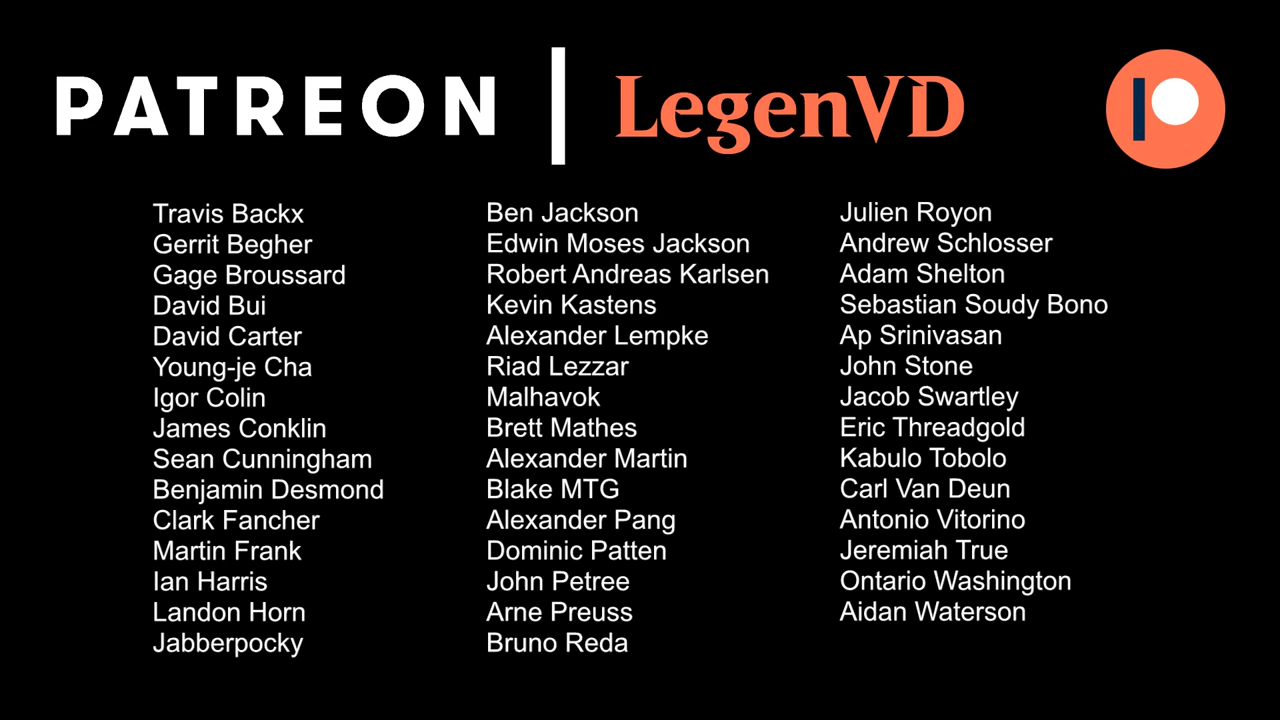 PATREON | LegenVD
Travis Backx
Gerrit Begher
Gage Broussard
David Bui
David Carter
Young-je Cha
Igor Colin
James Conklin
Sean Cunningham
Benjamin Desmond
Clark Fancher
Martin Frank
Ian Harris
Landon Horn
Jabberpocky
Ben Jackson
Edwin Moses Jackson
Robert Andreas Karlsen
Kevin Kastens
Alexander Lempke
Riad Lezzar
Malhavok
Brett Mathes
Alexander Martin
Blake MTG
Alexander Pang
Dominic Patten
John Petree
Arne Preuss
Bruno Reda
Julien Royon
Andrew Schlosser
Adam Shelton
Sebastian Soudy Bono
Ap Srinivasan
John Stone
Jacob Swartley
Eric Threadgold
Kabulo Tobolo
Carl Van Deun
Antonio Vitorino
Jeremiah True
Ontario Washington
Aidan Waterson